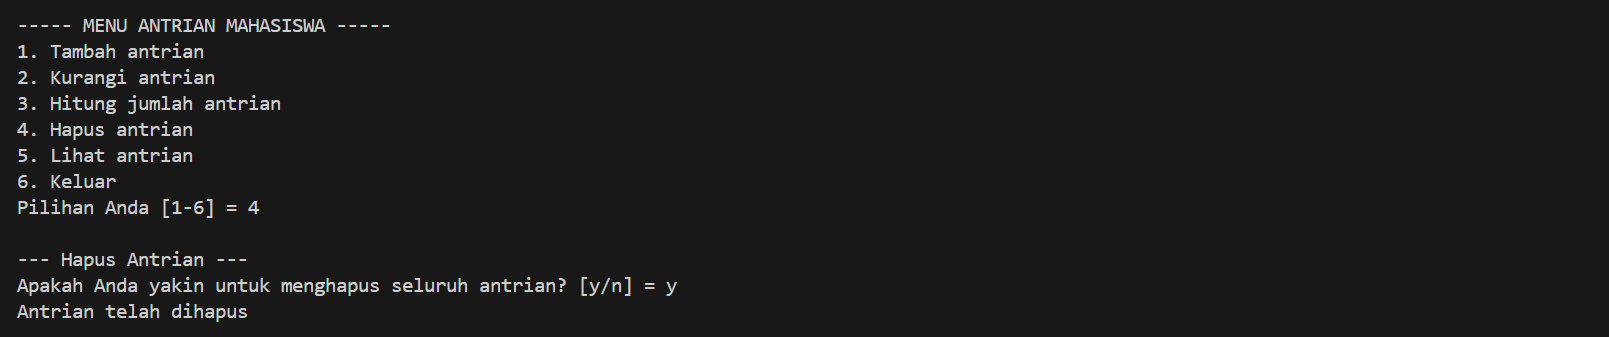 ----- MENU ANTRIAN MAHASISWA -----
1. Tambah antrian
2. Kurangi antrian
3. Hitung jumlah antrian
4. Hapus antrian
5. Lihat antrian
6. Keluar
Pilihan Anda [1-6] = 4
--- Hapus Antrian ---
Apakah Anda yakin untuk menghapus seluruh antrian? [y/n] = y
Antrian telah dihapus